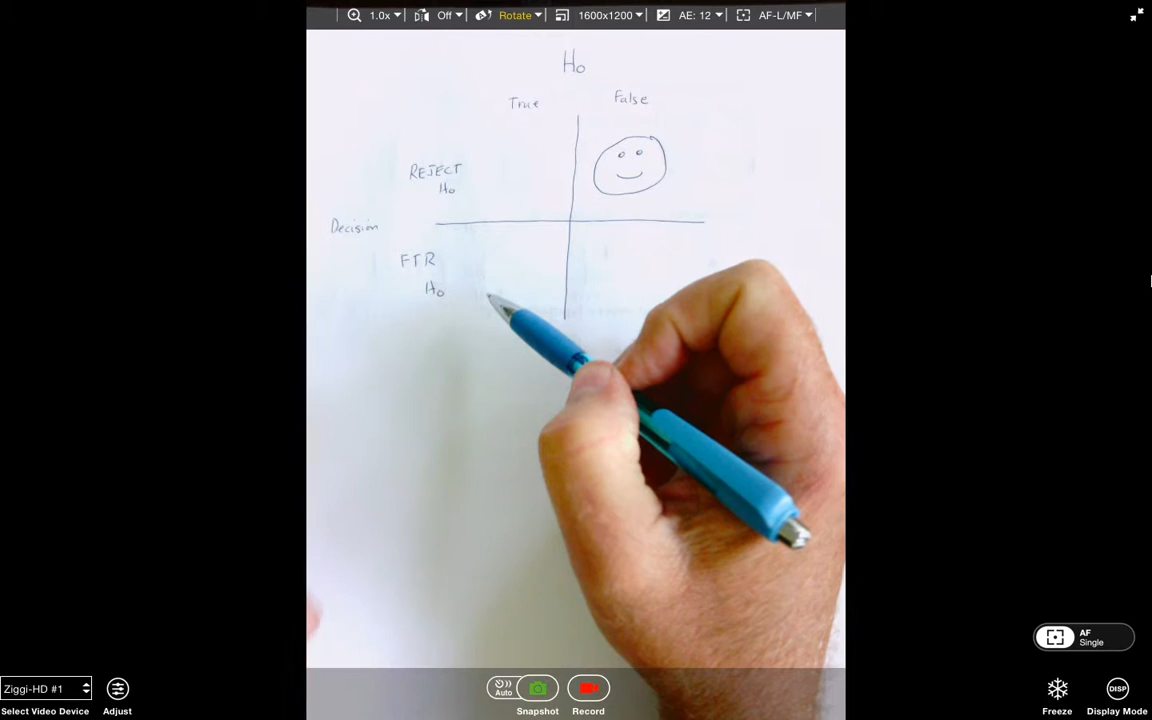 1.0x Off Rotate 1600x1200 AE: 12 AF-L/MF
Ho
True False
REJECT
Ho
Decision
FTR
Ho
AF
Single
Ziggi-HD #1
Select Video Device
Adjust
Auto
Snapshot
Record
Freeze
DISP
Display Mode